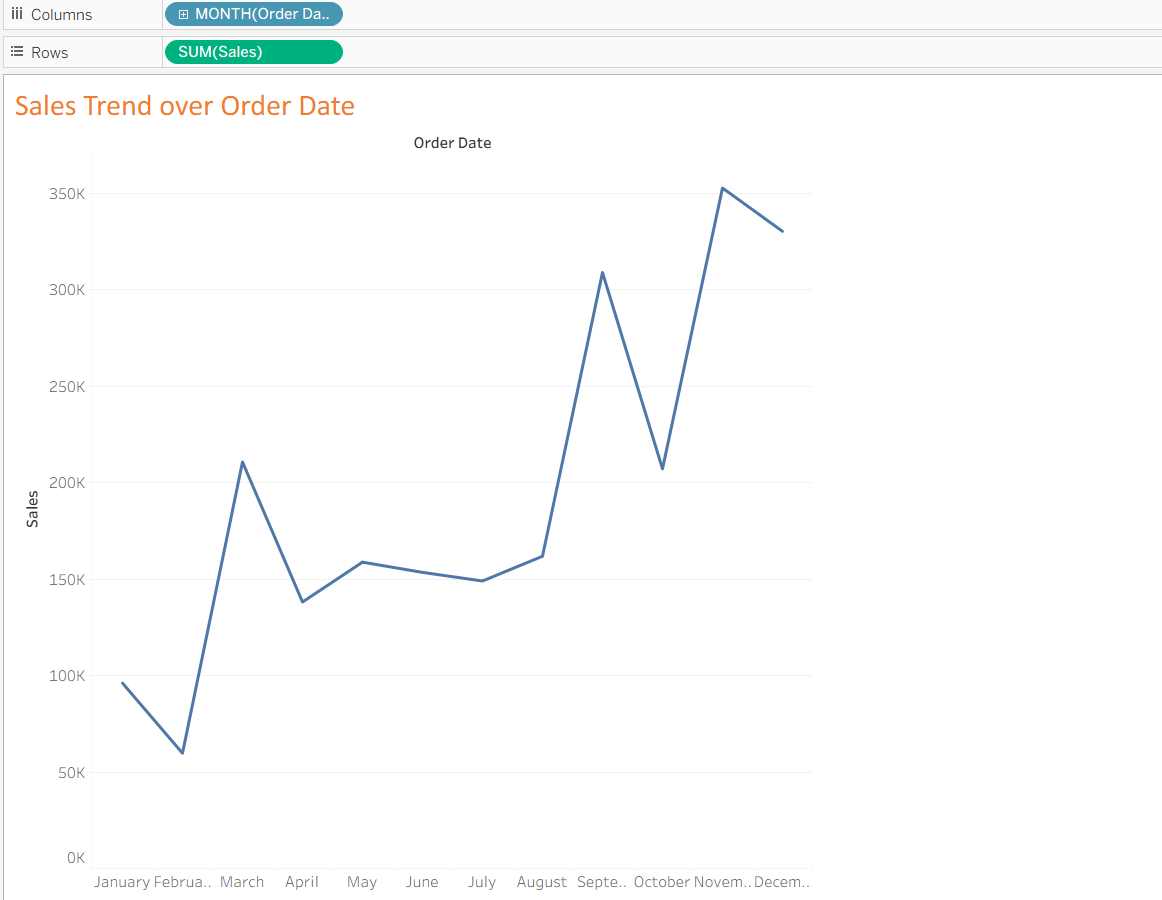 Columns MONTH(Order Da..
Rows SUM(Sales)
Sales Trend over Order Date
Order Date
350K
300K
250K
200K
150K
100K
50K
0K
Sales
January Februa.. March April May June July August Septe.. October Novem.. Decem..